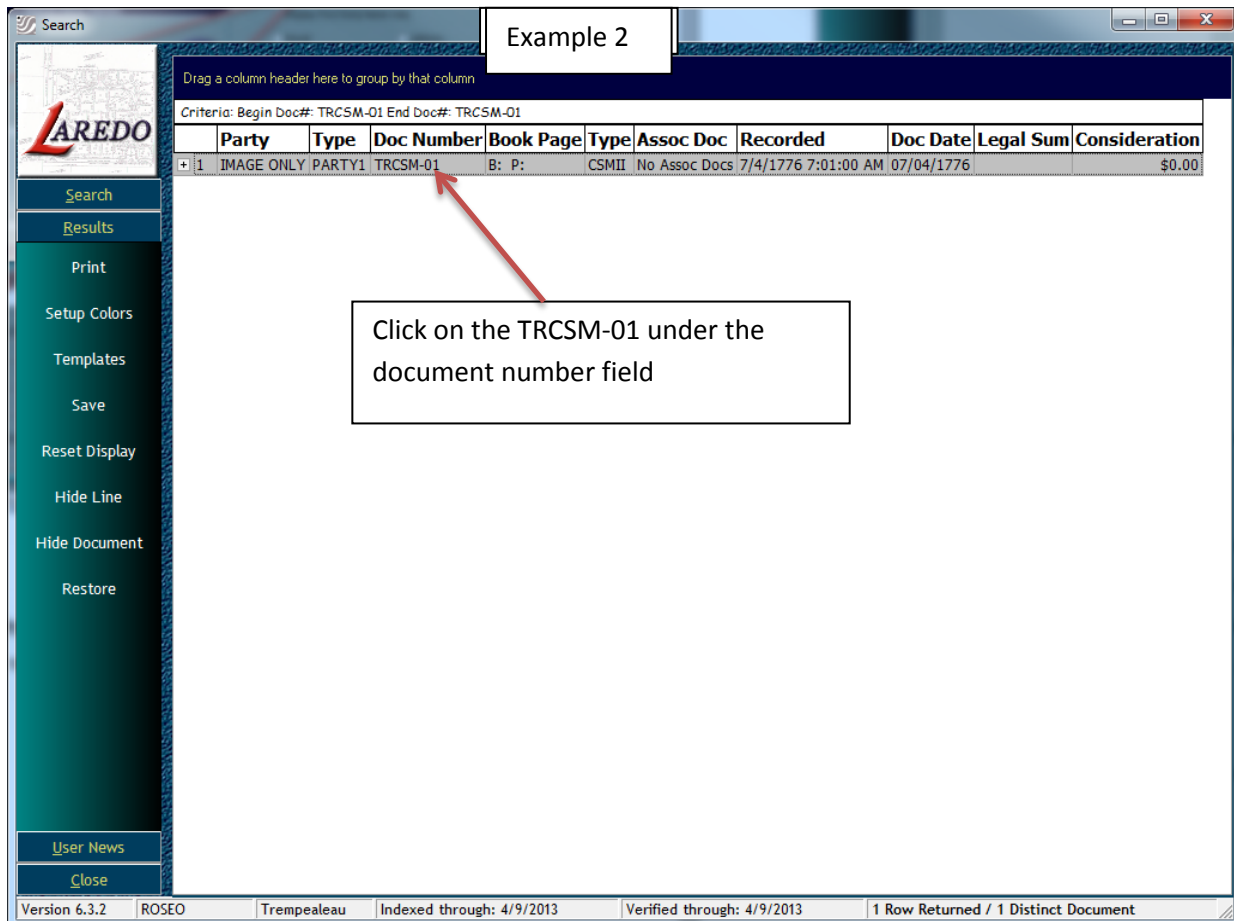 Search
Example 2
LAREDO
Drag a column header here to group by that column
Criteria: Begin Doc#: TRCSM-01 End Doc#: TRCSM-01
Party Type Doc Number Book Page Type Assoc Doc Recorded Doc Date Legal Sum Consideration
+ 1 IMAGE ONLY PARTY1 TRCSM-01 B: P: CSMII No Assoc Docs 7/4/1776 7:01:00 AM 07/04/1776 $0.00
Search
Results
Print
Setup Colors
Templates
Save
Reset Display
Hide Line
Hide Document
Restore
Click on the TRCSM-01 under the
document number field
User News
Close
Version 6.3.2 ROSEO Trempealeau Indexed through: 4/9/2013 Verified through: 4/9/2013 1 Row Returned / 1 Distinct Document